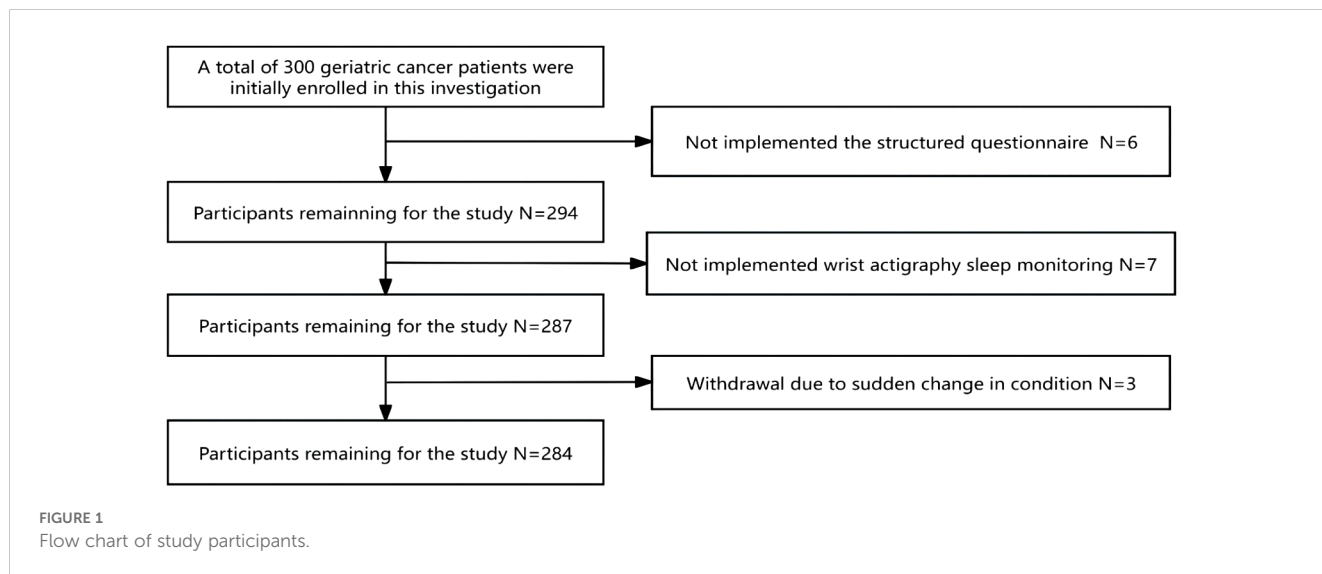 A total of 300 geriatric cancer patients were
initially enrolled in this investigation
Not implemented the structured questionnaire N=6
Participants remainning for the study N=294
Not implemented wrist actigraphy sleep monitoring N=7
Participants remaining for the study N=287
Withdrawal due to sudden change in condition N=3
Participants remaining for the study N=284
FIGURE 1
Flow chart of study participants.